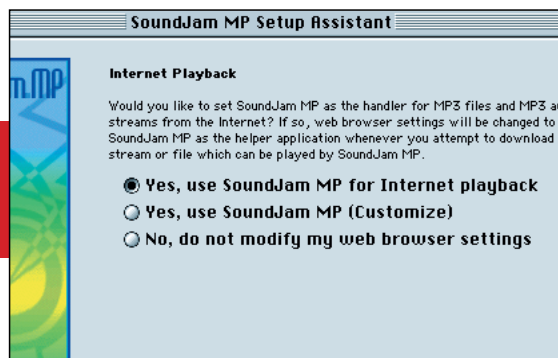 SoundJam MP Setup Assistant
m.MP
Internet Playback
Would you like to set SoundJam MP as the handler for MP3 files and MP3
streams from the Internet? If so, web browser settings will be changed to
SoundJam MP as the helper application whenever you attempt to download
stream or file which can be played by SoundJam MP.
Yes, use SoundJam MP for Internet playback
Yes, use SoundJam MP (Customize)
No, do not modify my web browser settings